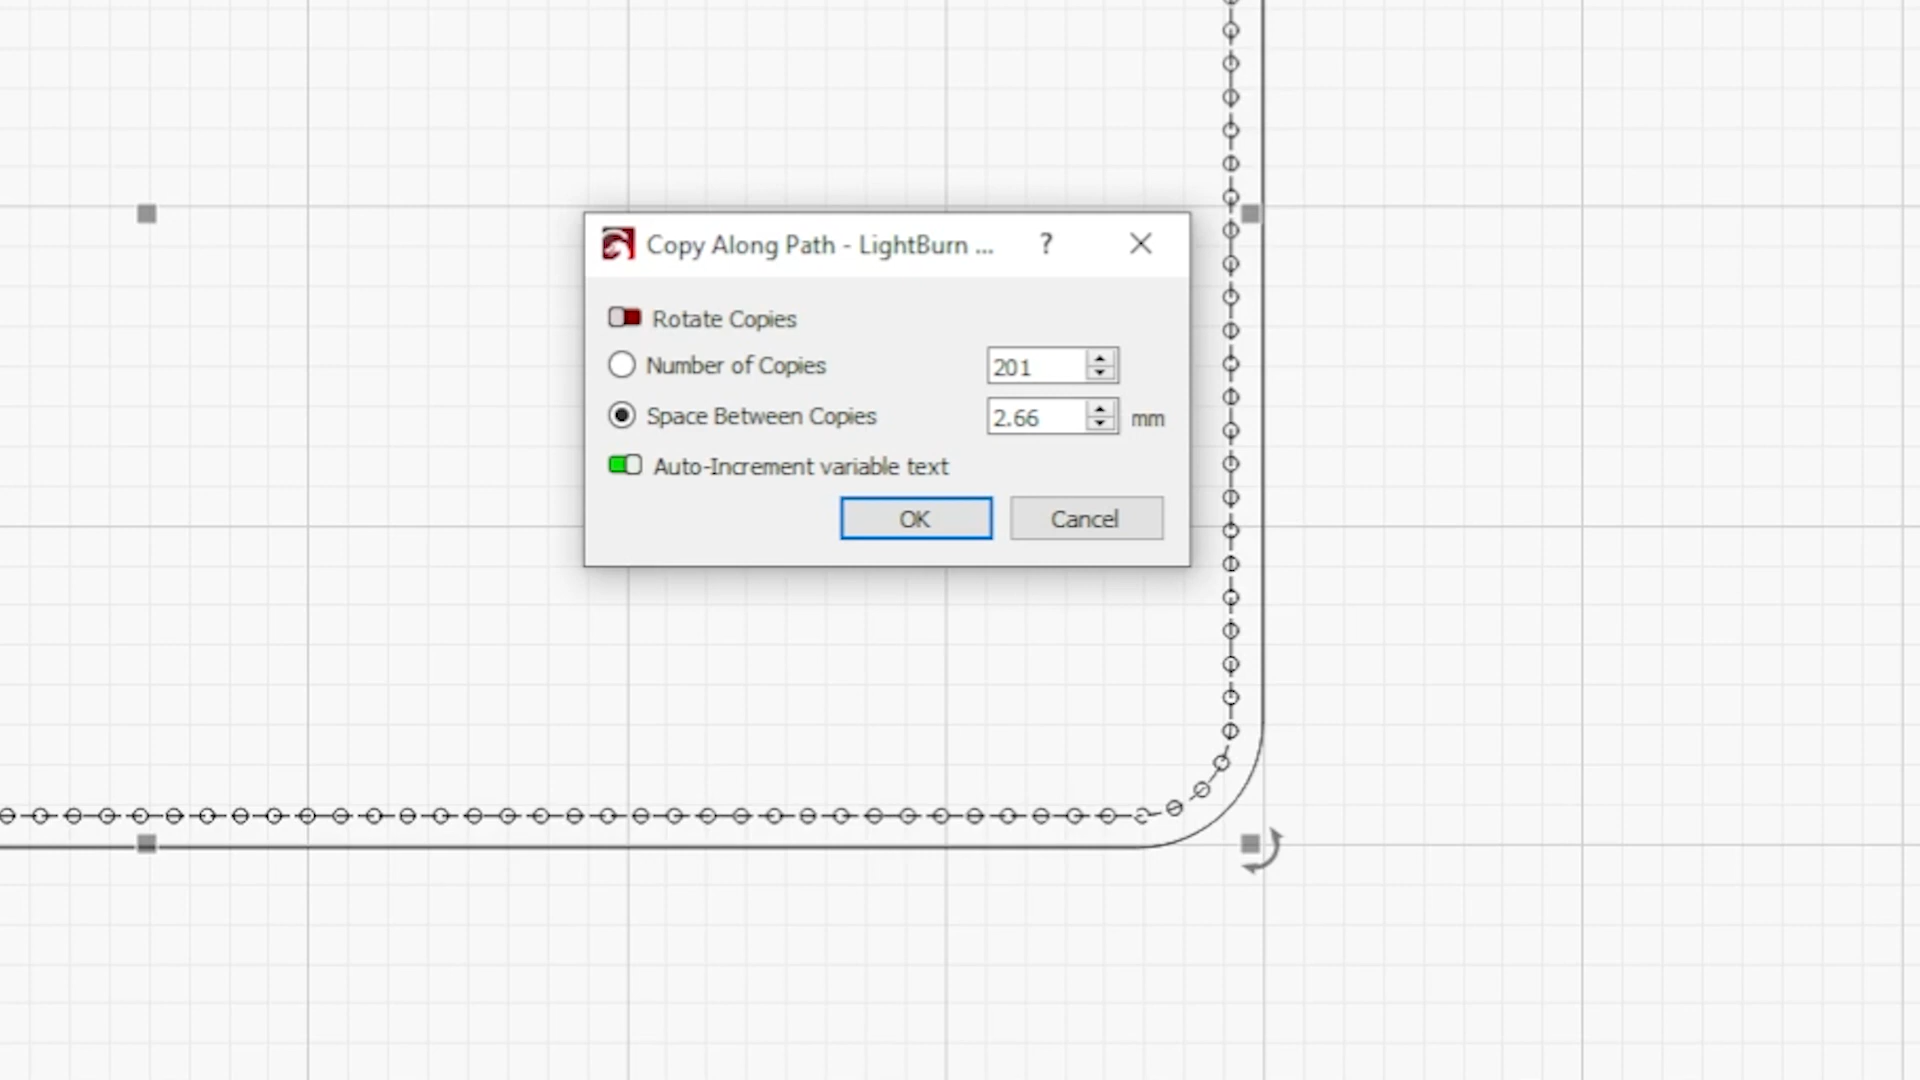 Copy Along Path - LightBurn ... ?
Rotate Copies
Number of Copies 201
Space Between Copies 2.66 mm
Auto-Increment variable text
OK Cancel